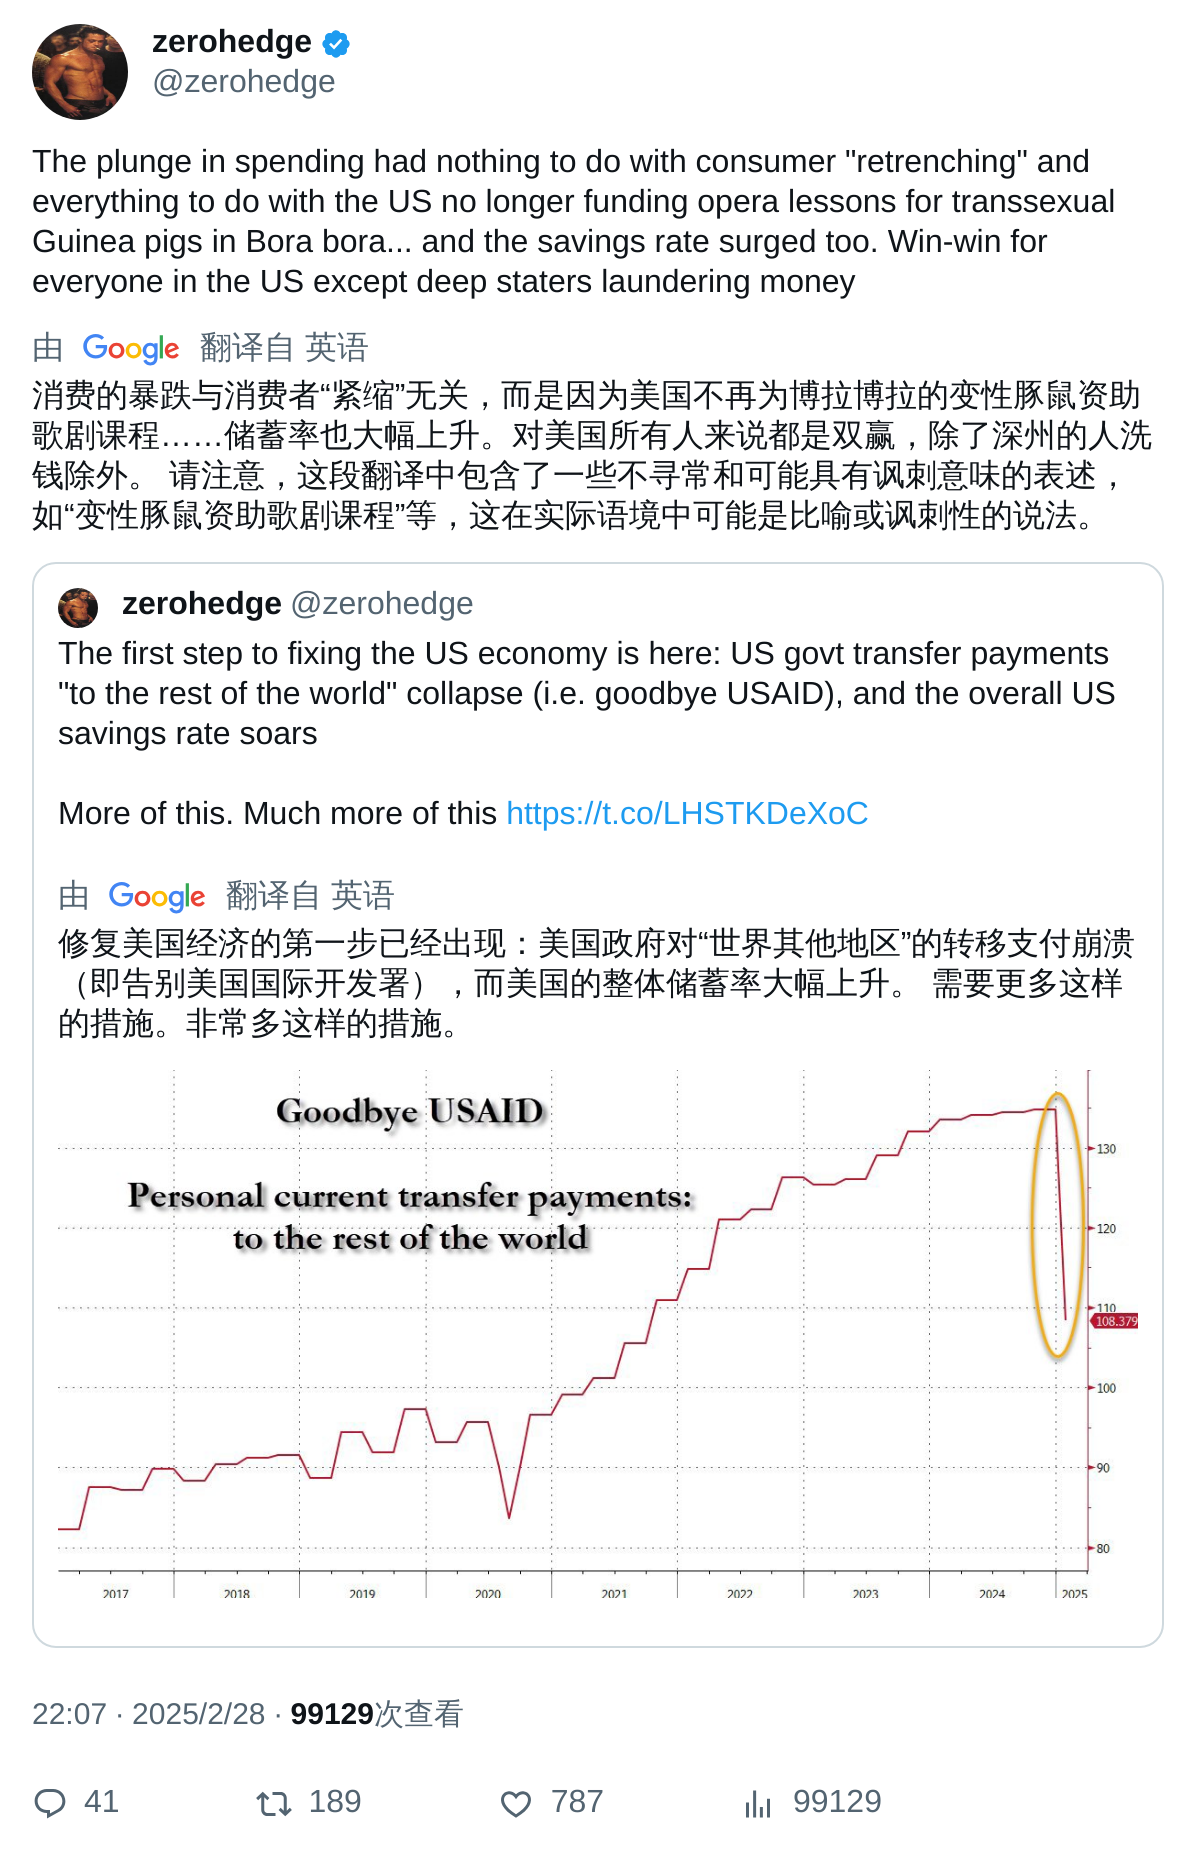 zerohedge
@zerohedge
The plunge in spending had nothing to do with consumer "retrenching" and
everything to do with the US no longer funding opera lessons for transsexual
Guinea pigs in Bora bora... and the savings rate surged too. Win-win for
everyone in the US except deep staters laundering money
由 Google 翻译自 英语
消费的暴跌与消费者“紧缩”无关，而是因为美国不再为博拉博拉的变性豚鼠资助
歌剧课程……储蓄率也大幅上升。对美国所有人来说都是双赢，除了深州的人洗
钱除外。 请注意，这段翻译中包含了一些不寻常和可能具有讽刺意味的表述，
如“变性豚鼠资助歌剧课程”等，这在实际语境中可能是比喻或讽刺性的说法。
zerohedge @zerohedge
The first step to fixing the US economy is here: US govt transfer payments
"to the rest of the world" collapse (i.e. goodbye USAID), and the overall US
savings rate soars
More of this. Much more of this https://t.co/LHSTKDeXoC
由 Google 翻译自 英语
修复美国经济的第一步已经出现：美国政府对“世界其他地区”的转移支付崩溃
（即告别美国国际开发署），而美国的整体储蓄率大幅上升。 需要更多这样
的措施。非常多这样的措施。
Goodbye USAID
Personal current transfer payments:
to the rest of the world
130
120
110
108.379
100
90
80
2017 2018 2019 2020 2021 2022 2023 2024 2025
22:07 · 2025/2/28 · 99129次查看
41 189 787 99129